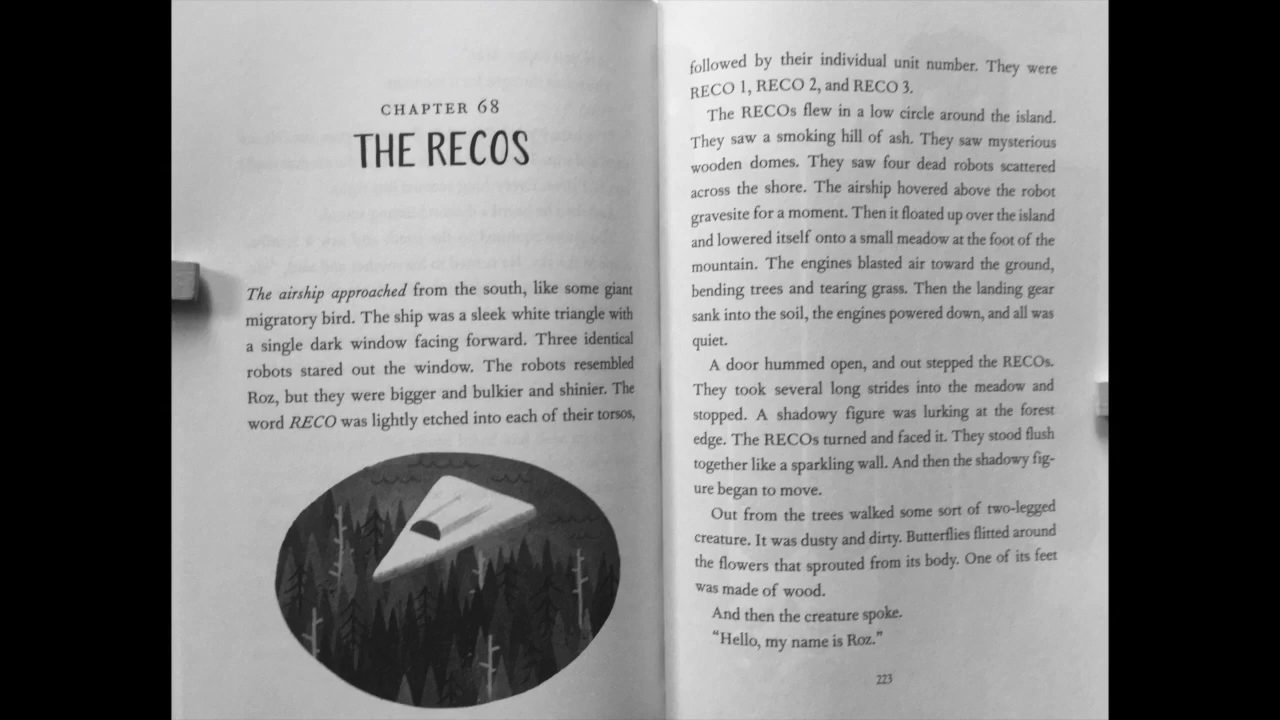 CHAPTER 68
THE RECOS
The airship approached from the south, like some giant
migratory bird. The ship was a sleek white triangle with
a single dark window facing forward. Three identical
robots stared out the window. The robots resembled
Roz, but they were bigger and bulkier and shinier. The
word RECO was lightly etched into each of their torsos,
followed by their individual unit number. They were
RECO 1, RECO 2, and RECO 3.
The RECOs flew in a low circle around the island.
They saw a smoking hill of ash. They saw mysterious
wooden domes. They saw four dead robots scattered
across the shore. The airship hovered above the robot
gravesite for a moment. Then it floated up over the island
and lowered itself onto a small meadow at the foot of the
mountain. The engines blasted air toward the ground,
bending trees and tearing grass. Then the landing gear
sank into the soil, the engines powered down, and all was
quiet.
A door hummed open, and out stepped the RECOs.
They took several long strides into the meadow and
stopped. A shadowy figure was lurking at the forest
edge. The RECOs turned and faced it. They stood flush
together like a sparkling wall. And then the shadowy fig-
ure began to move.
Out from the trees walked some sort of two-legged
creature. It was dusty and dirty. Butterflies flitted around
the flowers that sprouted from its body. One of its feet
was made of wood.
And then the creature spoke.
"Hello, my name is Roz."
223